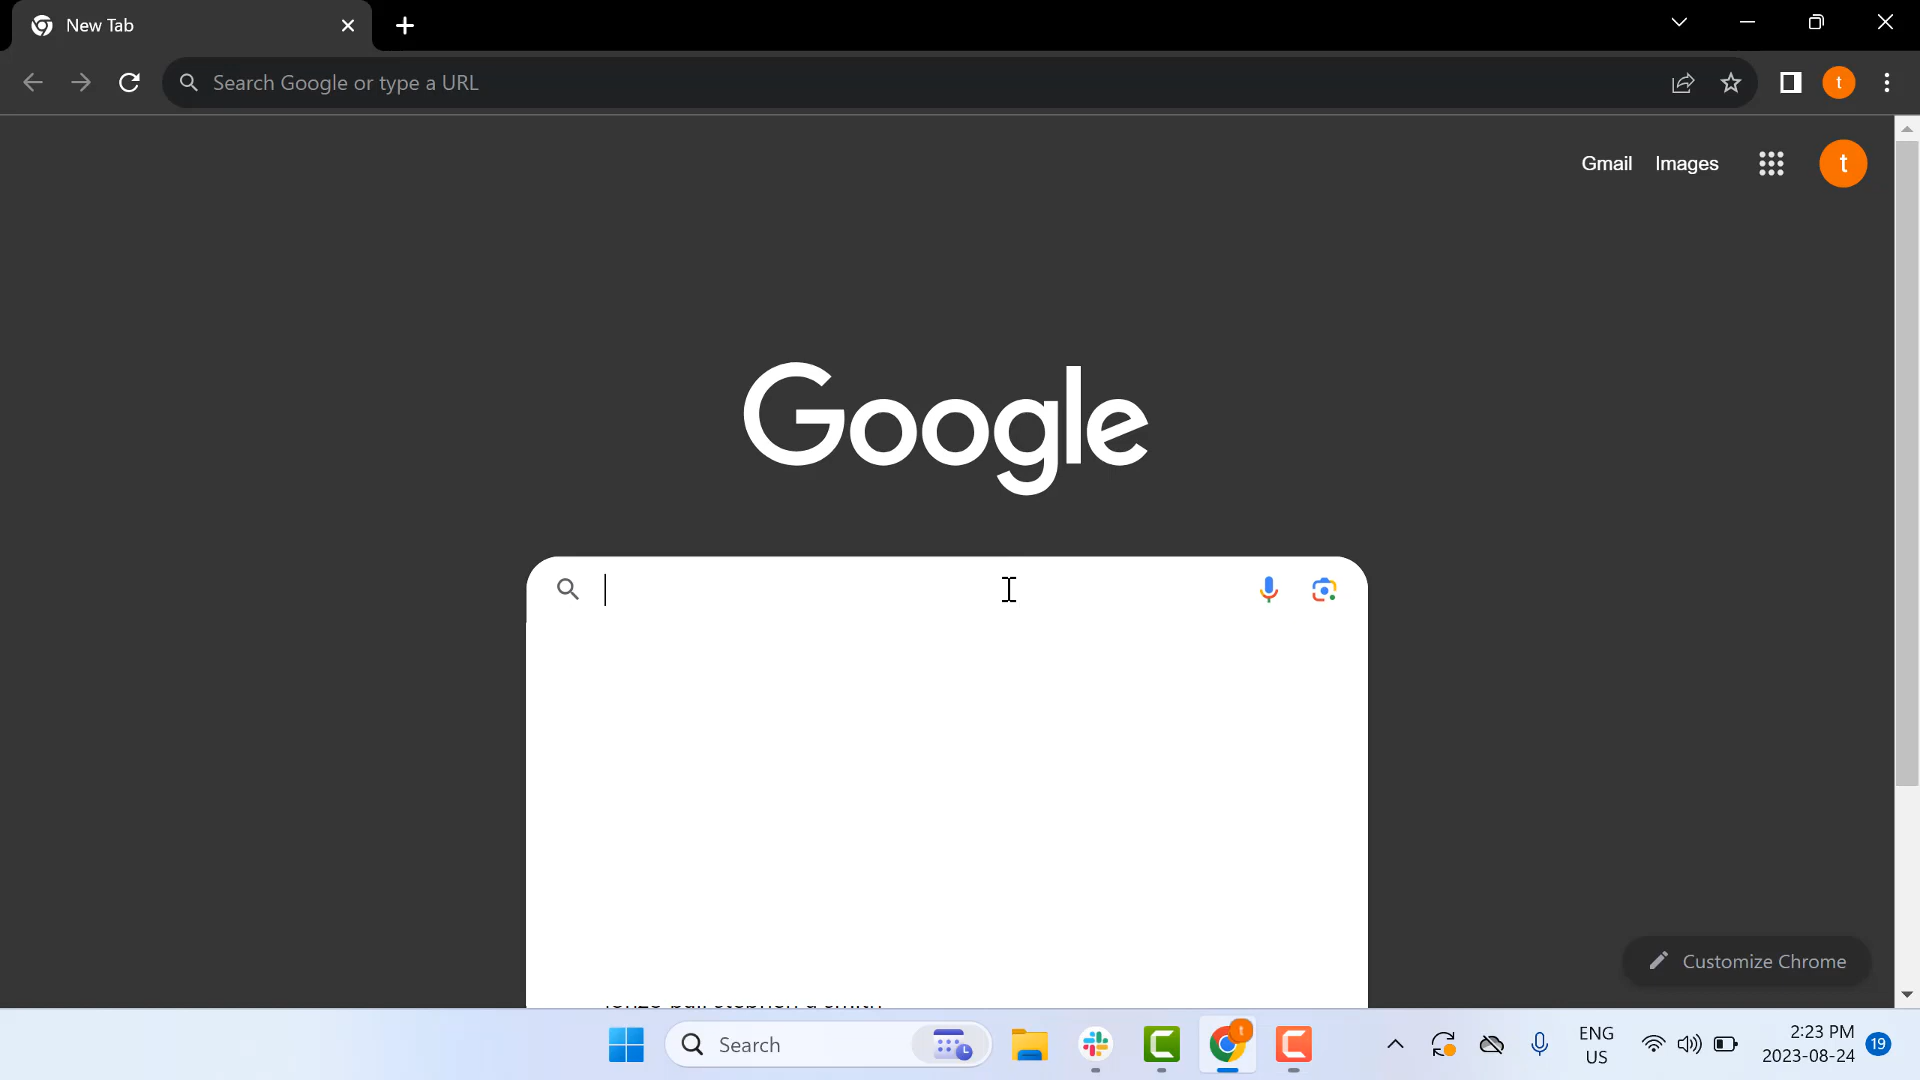 New Tab
Search Google or type a URL
t
Gmail Images
t
Google
Customize Chrome
Search
t
ENG
US
2:23 PM
2023-08-24
19